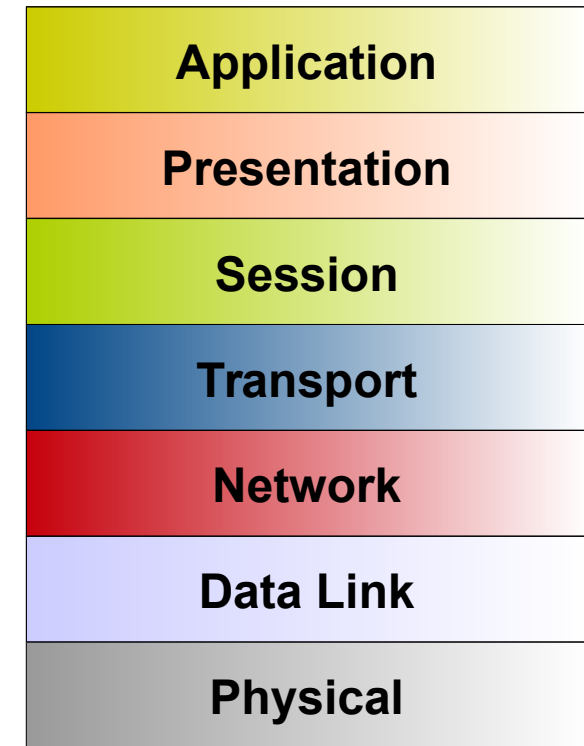 Application
Presentation
Session
Transport
Network
Data Link
Physical